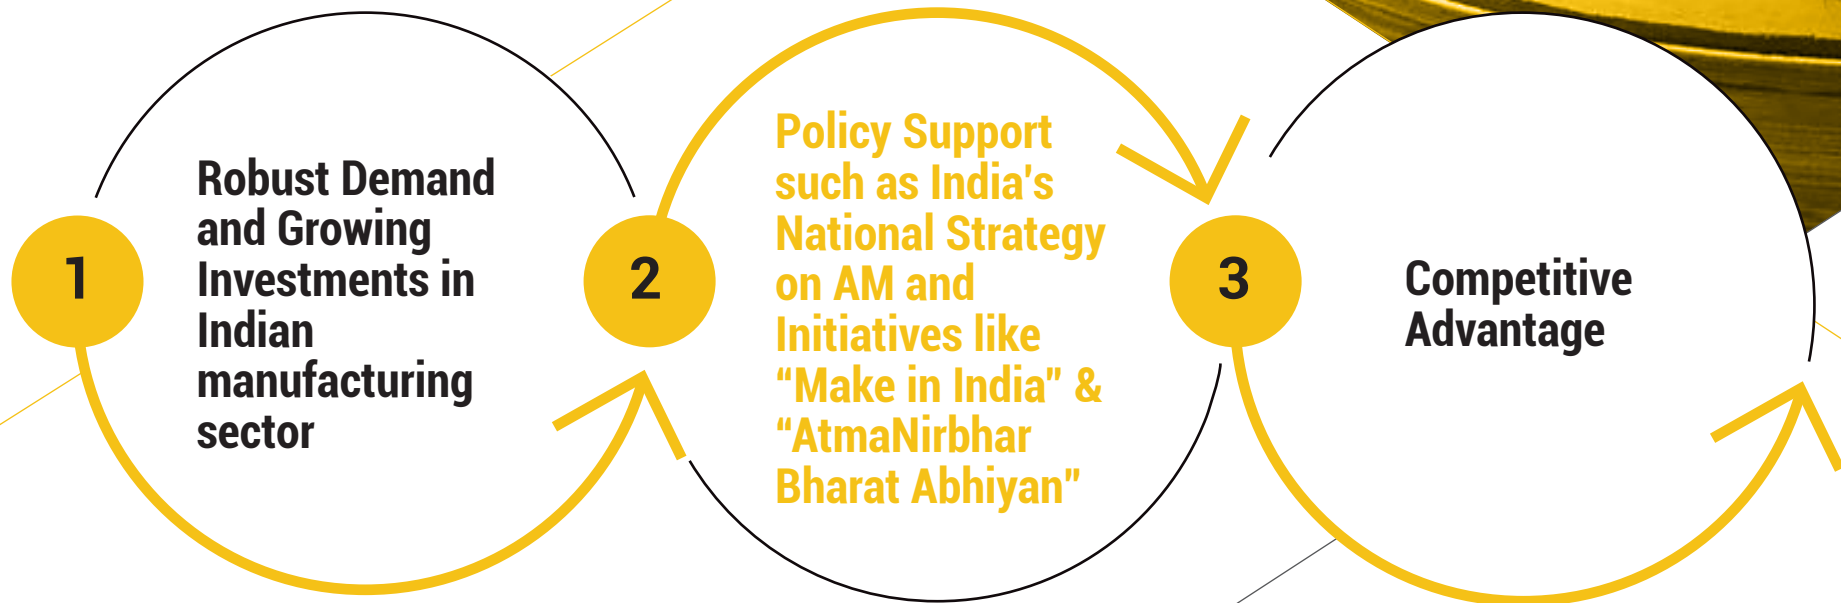 1
Robust Demand
and Growing
Investments in
Indian
manufacturing
sector
2
Policy Support
such as India's
National Strategy
on AM and
Initiatives like
“Make in India” &
“AtmaNirbhar
Bharat Abhiyan”
3
Competitive
Advantage